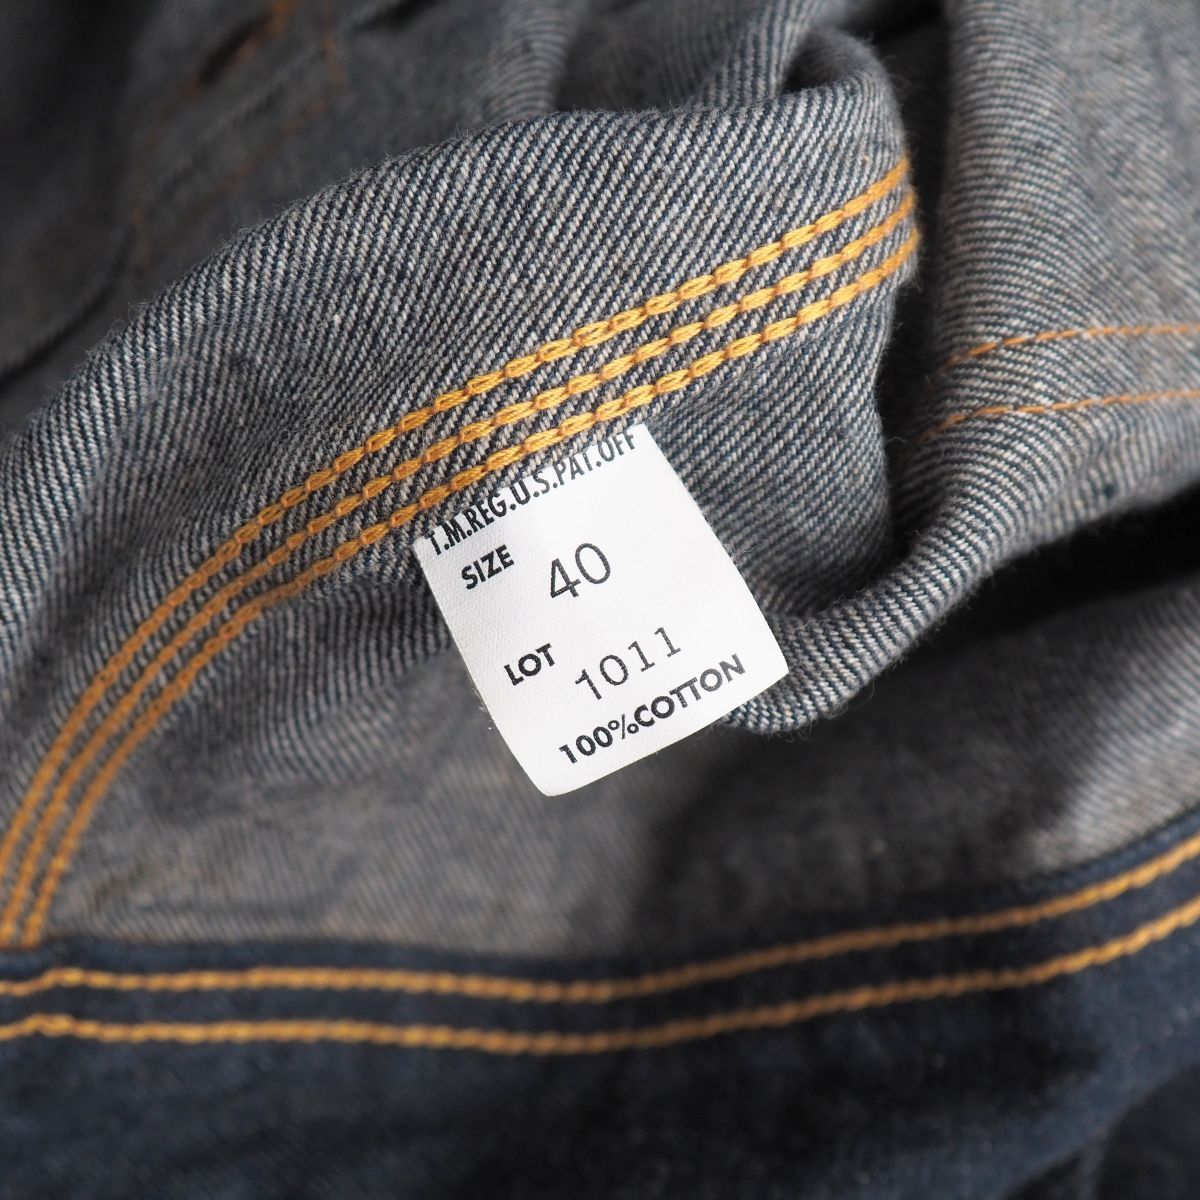 T.M.REG.U.S.PAT.OFF
SIZE 40
LOT 1011
100%COTTON